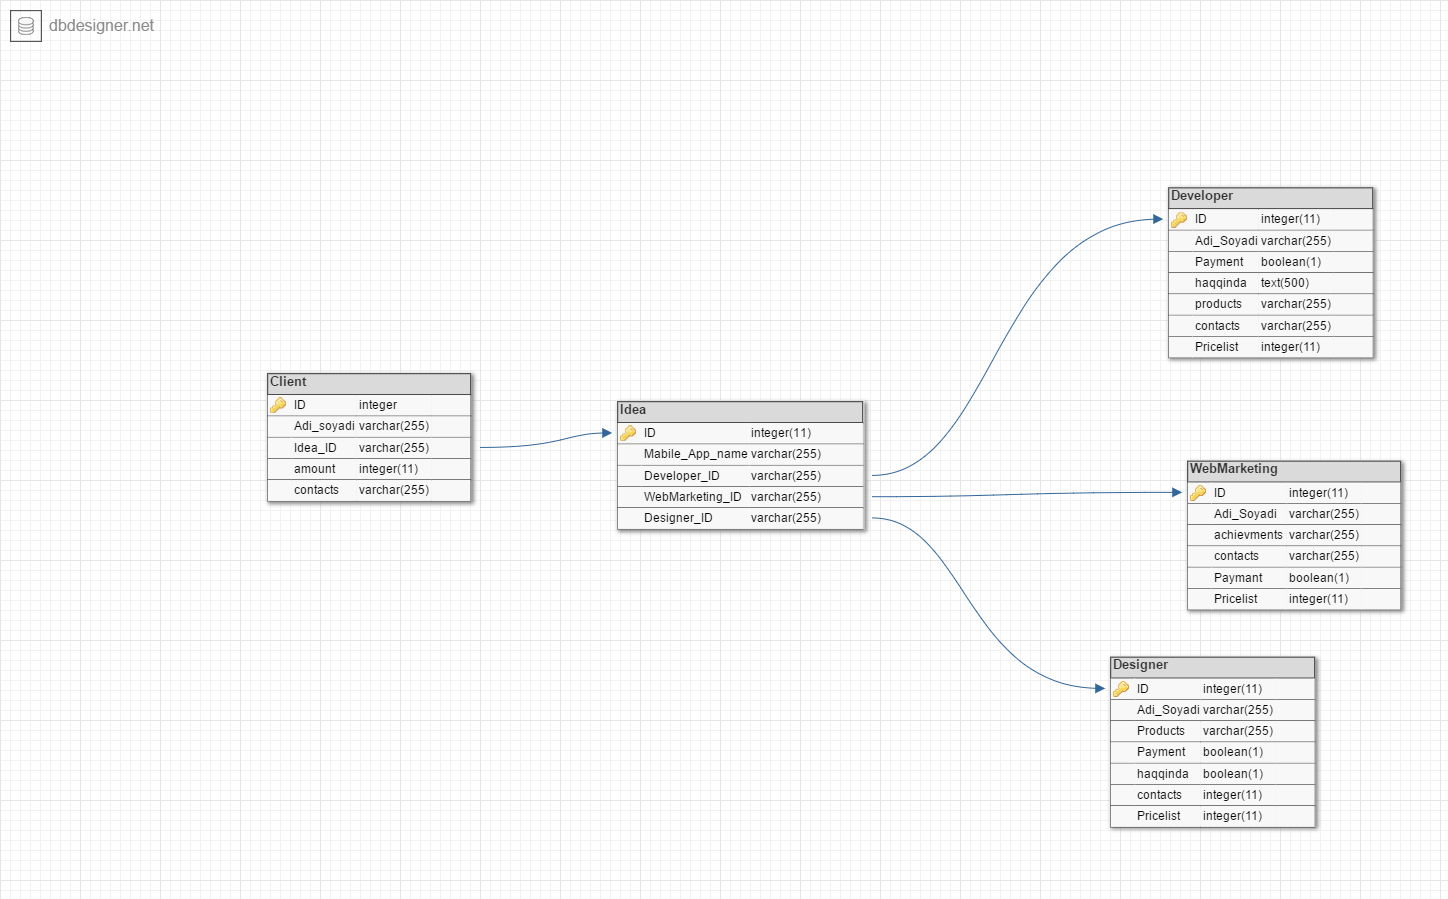 dbdesigner.net
Client
ID integer
Adi_soyadi varchar(255)
Idea_ID varchar(255)
amount integer(11)
contacts varchar(255)
Idea
ID integer(11)
Mabile_App_name varchar(255)
Developer_ID varchar(255)
WebMarketing_ID varchar(255)
Designer_ID varchar(255)
Developer
ID integer(11)
Adi_Soyadi varchar(255)
Payment boolean(1)
haqqinda text(500)
products varchar(255)
contacts varchar(255)
Pricelist integer(11)
WebMarketing
ID integer(11)
Adi_Soyadi varchar(255)
achievments varchar(255)
contacts varchar(255)
Paymant boolean(1)
Pricelist integer(11)
Designer
ID integer(11)
Adi_Soyadi varchar(255)
Products varchar(255)
Payment boolean(1)
haqqinda boolean(1)
contacts integer(11)
Pricelist integer(11)